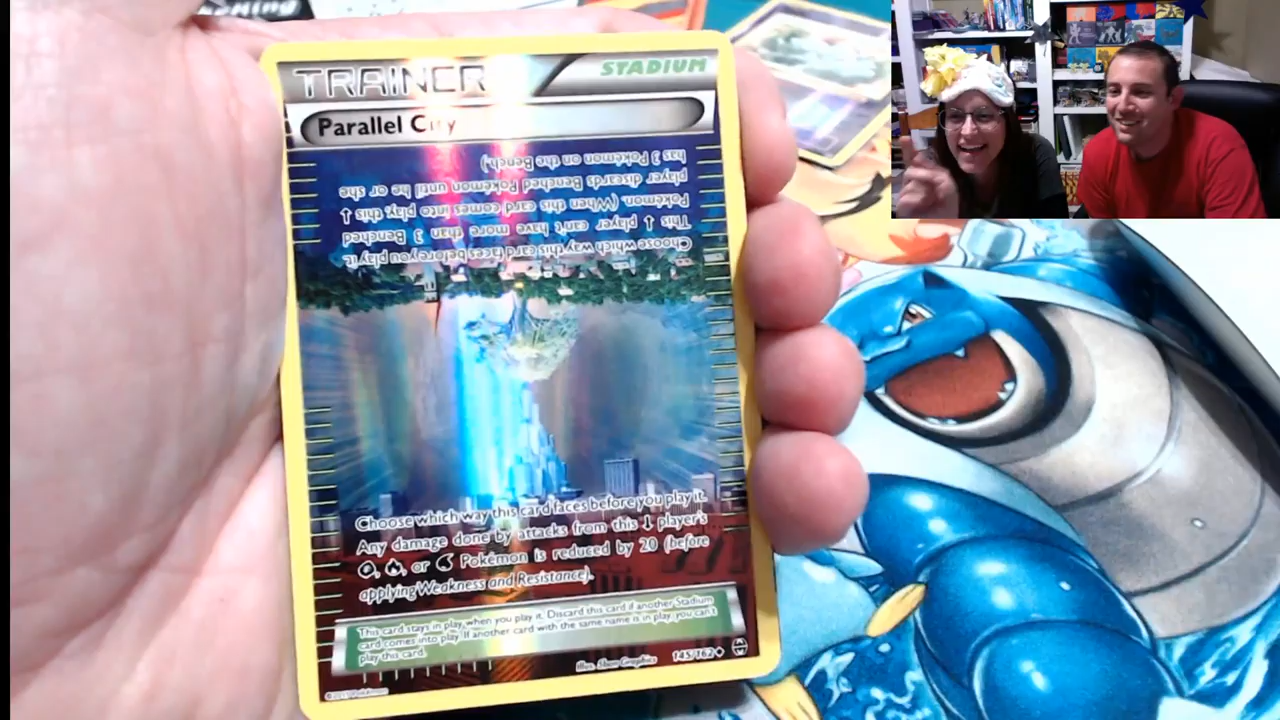 TRAINER
STADIUM
Parallel City
Choose which way this card faces before you play it.
This ↓ player can't have more than 3 Benched
Pokémon. (When this card comes into play, this ↓
player discards Benched Pokémon until he or she
has 3 Pokémon on the Bench.)
Choose which way this card faces before you play it.
Any damage done by attacks from this ↓ player's
, , or Pokémon is reduced by 20 (before
applying Weakness and Resistance).
This card stays in play when you play it. Discard this card if another Stadium
card comes into play. If another card with the same name is in play, you can't
play this card.
Illus. 5ban Graphics
145/162
©2015 Pokémon